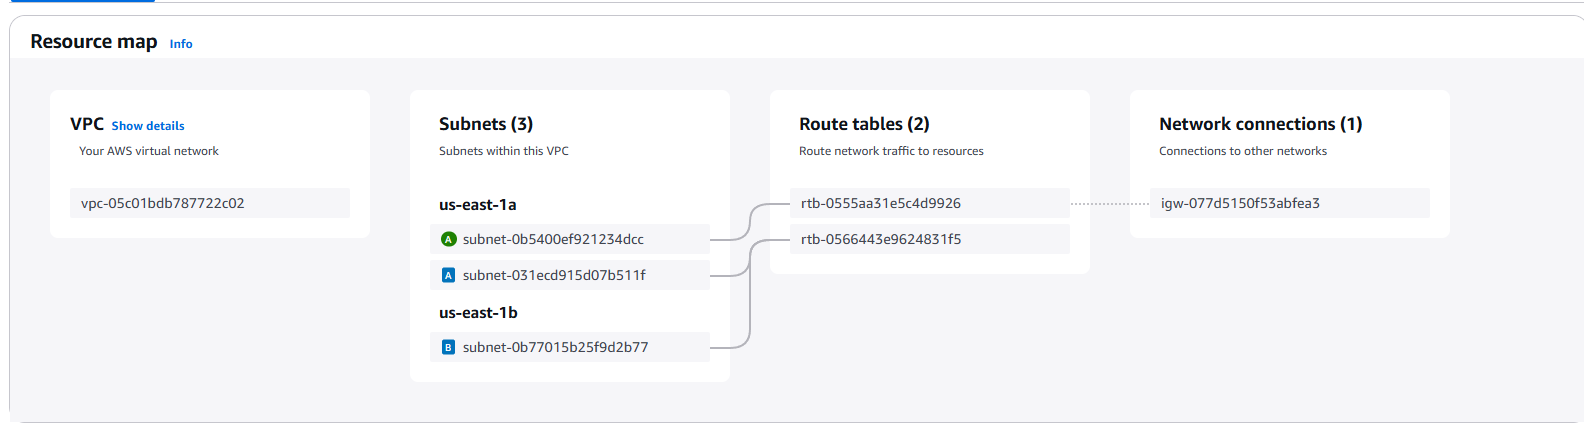 Resource map Info
VPC Show details
Your AWS virtual network
vpc-05c01bdb787722c02
Subnets (3)
Subnets within this VPC
us-east-1a
A subnet-0b5400ef921234dcc
A subnet-031ecd915d07b511f
us-east-1b
B subnet-0b77015b25f9d2b77
Route tables (2)
Route network traffic to resources
rtb-0555aa31e5c4d9926
rtb-0566443e9624831f5
Network connections (1)
Connections to other networks
igw-077d5150f53abfea3